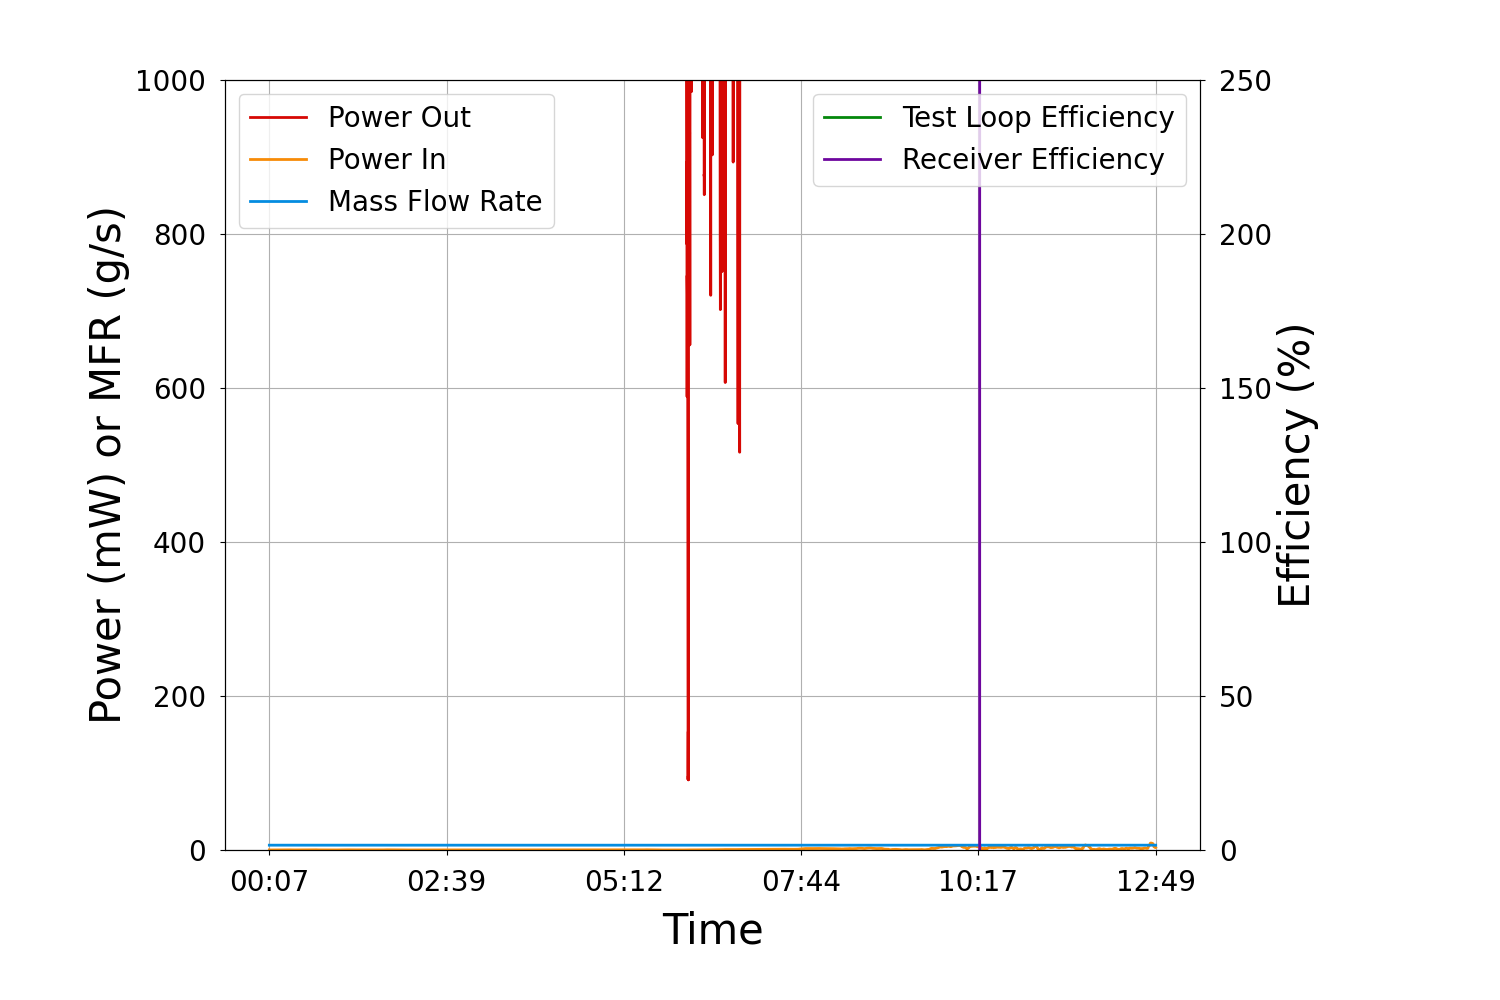 Power Out
Power In
Mass Flow Rate
Test Loop Efficiency
Receiver Efficiency
Power (mW) or MFR (g/s)
1000
800
600
400
200
0
250
200
150
100
50
0
Efficiency (%)
00:07 02:39 05:12 07:44 10:17 12:49
Time